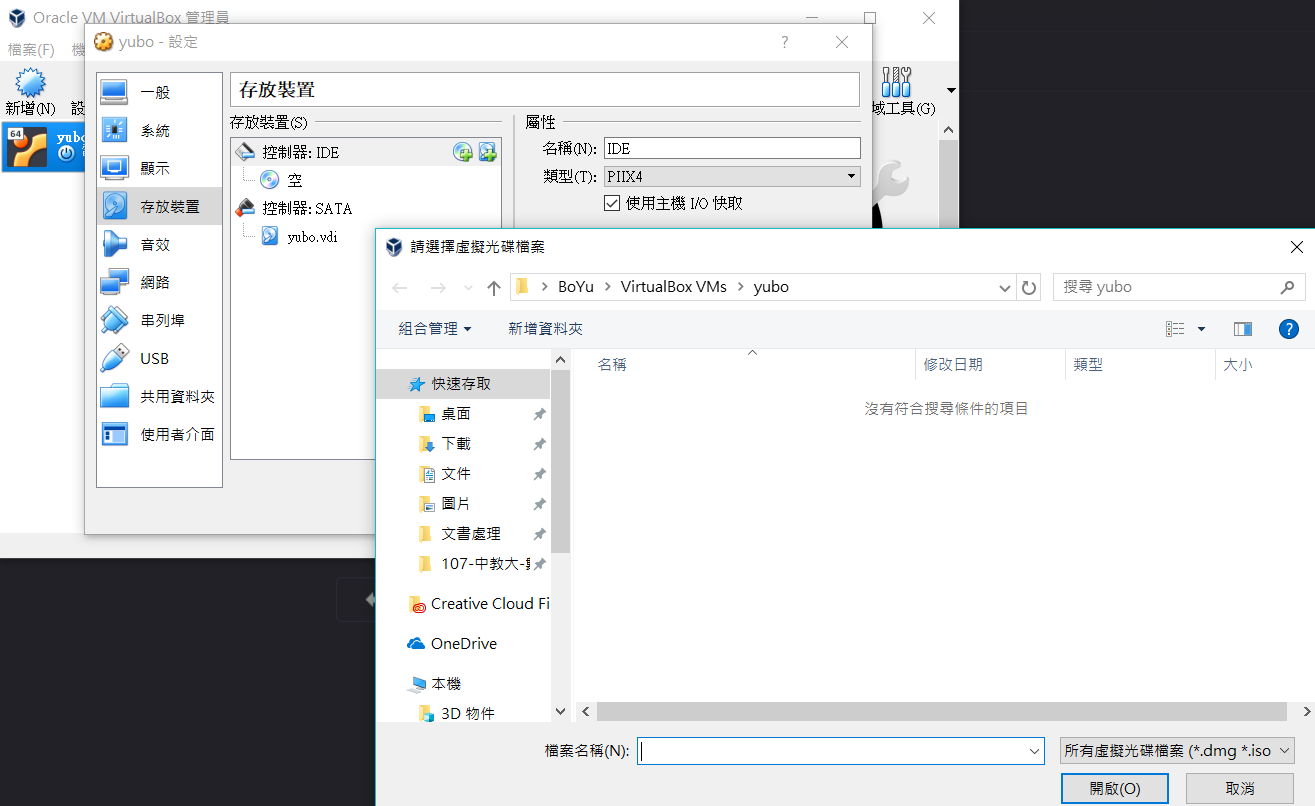 Oracle VM VirtualBox 管理員
檔案(F)
新增(N)
域工具(G)
64
yubo - 設定
?
一般
系統
顯示
存放裝置
音效
網路
串列埠
USB
共用資料夾
使用者介面
存放裝置
存放裝置(S)
控制器: IDE
空
控制器: SATA
yubo.vdi
屬性
名稱(N): IDE
類型(T): PIIX4
使用主機 I/O 快取
請選擇虛擬光碟檔案
BoYu > VirtualBox VMs > yubo
搜尋 yubo
組合管理
新增資料夾
?
快速存取
桌面
下載
文件
圖片
文書處理
107-中教大-
Creative Cloud Fi
OneDrive
本機
3D 物件
名稱 修改日期 類型 大小
沒有符合搜尋條件的項目
檔案名稱(N):
所有虛擬光碟檔案 (*.dmg *.iso
開啟(O)
取消